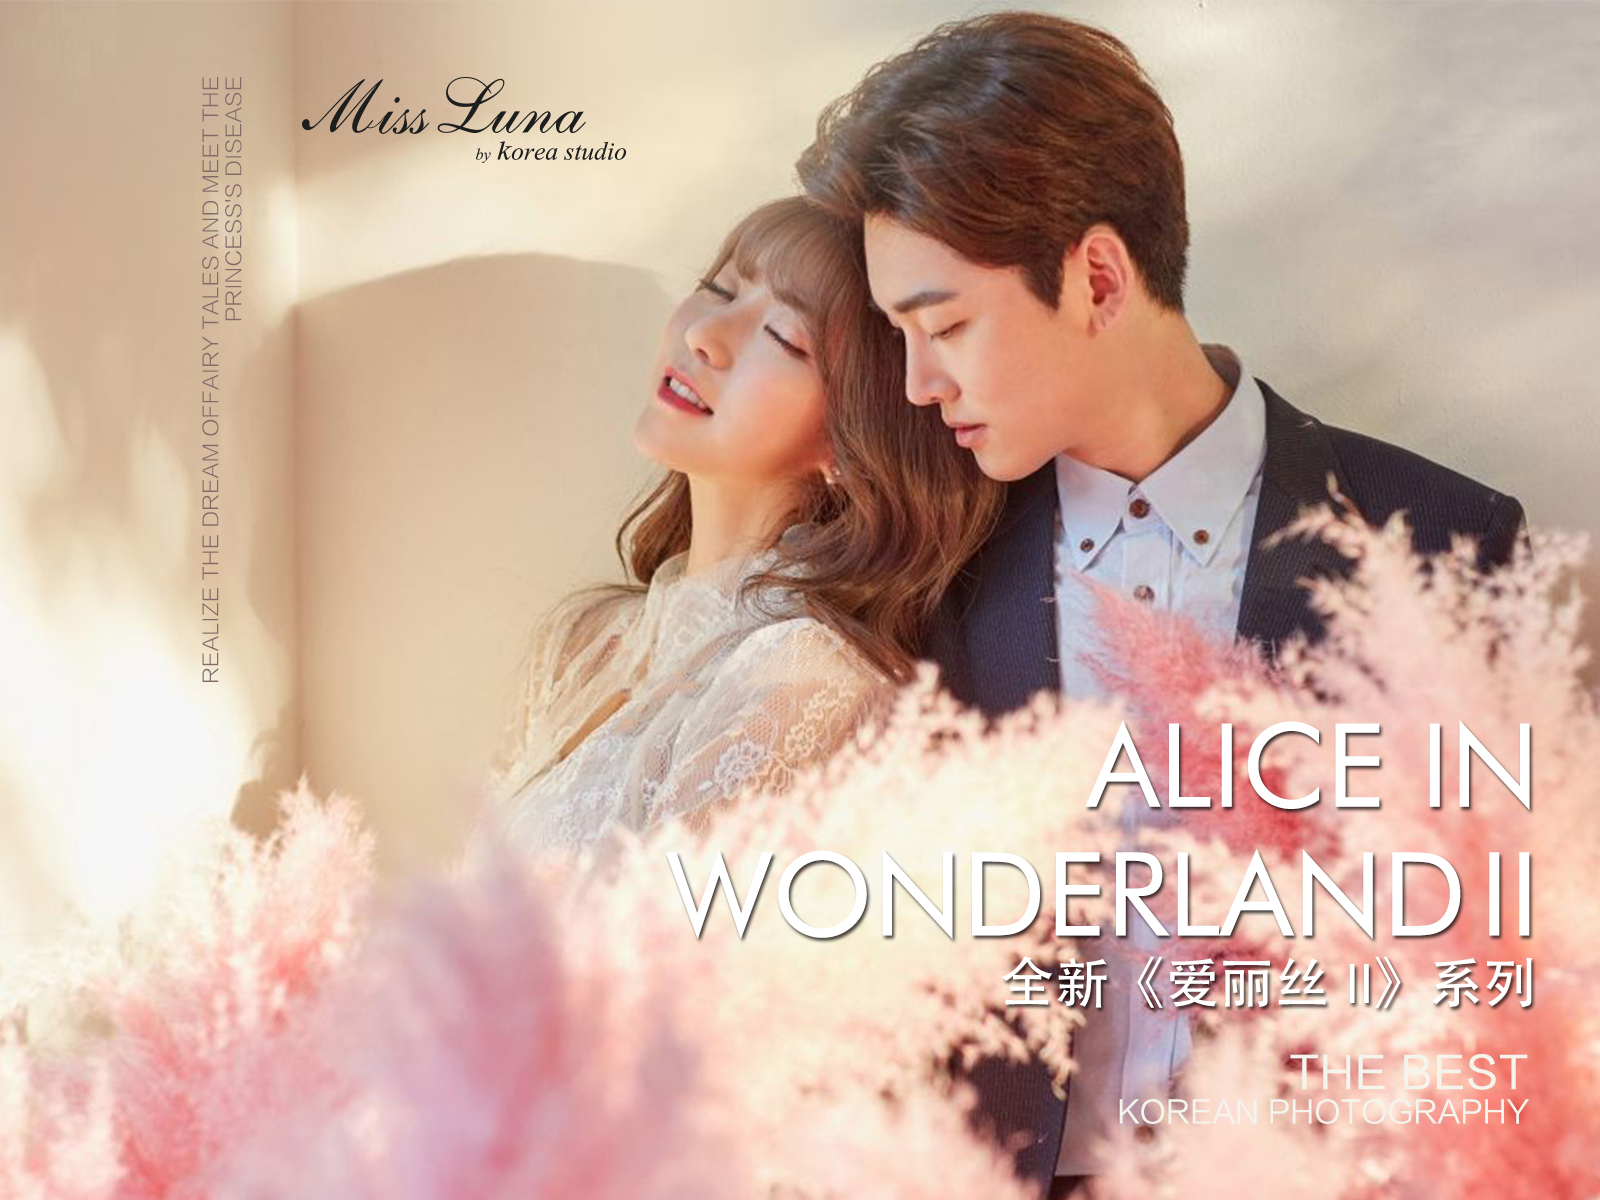 Miss Luna
by korea studio
REALIZE THE DREAM OFFAIRY TALES AND MEET THE
PRINCESS'S DISEASE
ALICE IN
WONDERLAND II
全新《爱丽丝 II》系列
THE BEST
KOREAN PHOTOGRAPHY